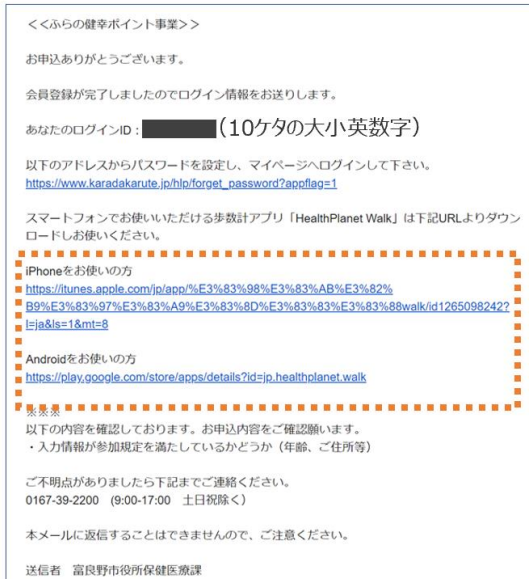 <<ふらの健幸ポイント事業>>
お申込ありがとうございます。
会員登録が完了しましたのでログイン情報をお送りします。
あなたのログインID：
(10ケタの大小英数字)
以下のアドレスからパスワードを設定し、マイページへログインして下さい。
https://www.karadakarute.jp/hlp/forget_password?appflag=1
スマートフォンでお使いいただける歩数計アプリ「HealthPlanet Walk」は下記URLよりダウン
ロードしお使いください。
iPhoneをお使いの方
https://itunes.apple.com/jp/app/%E3%83%98%E3%83%AB%E3%82%
B9%E3%83%97%E3%83%A9%E3%83%8D%E3%83%83%E3%83%88walk/id1265098242?
l=ja&ls=1&mt=8
Androidをお使いの方
https://play.google.com/store/apps/details?id=jp.healthplanet.walk
※※※
以下の内容を確認しております。お申込内容をご確認願います。
・入力情報が参加規定を満たしているかどうか（年齢、ご住所等）
ご不明点がありましたら下記までご連絡ください。
0167-39-2200 (9:00-17:00 土日祝除く)
本メールに返信することはできませんので、ご注意ください。
送信者 富良野市役所保健医療課